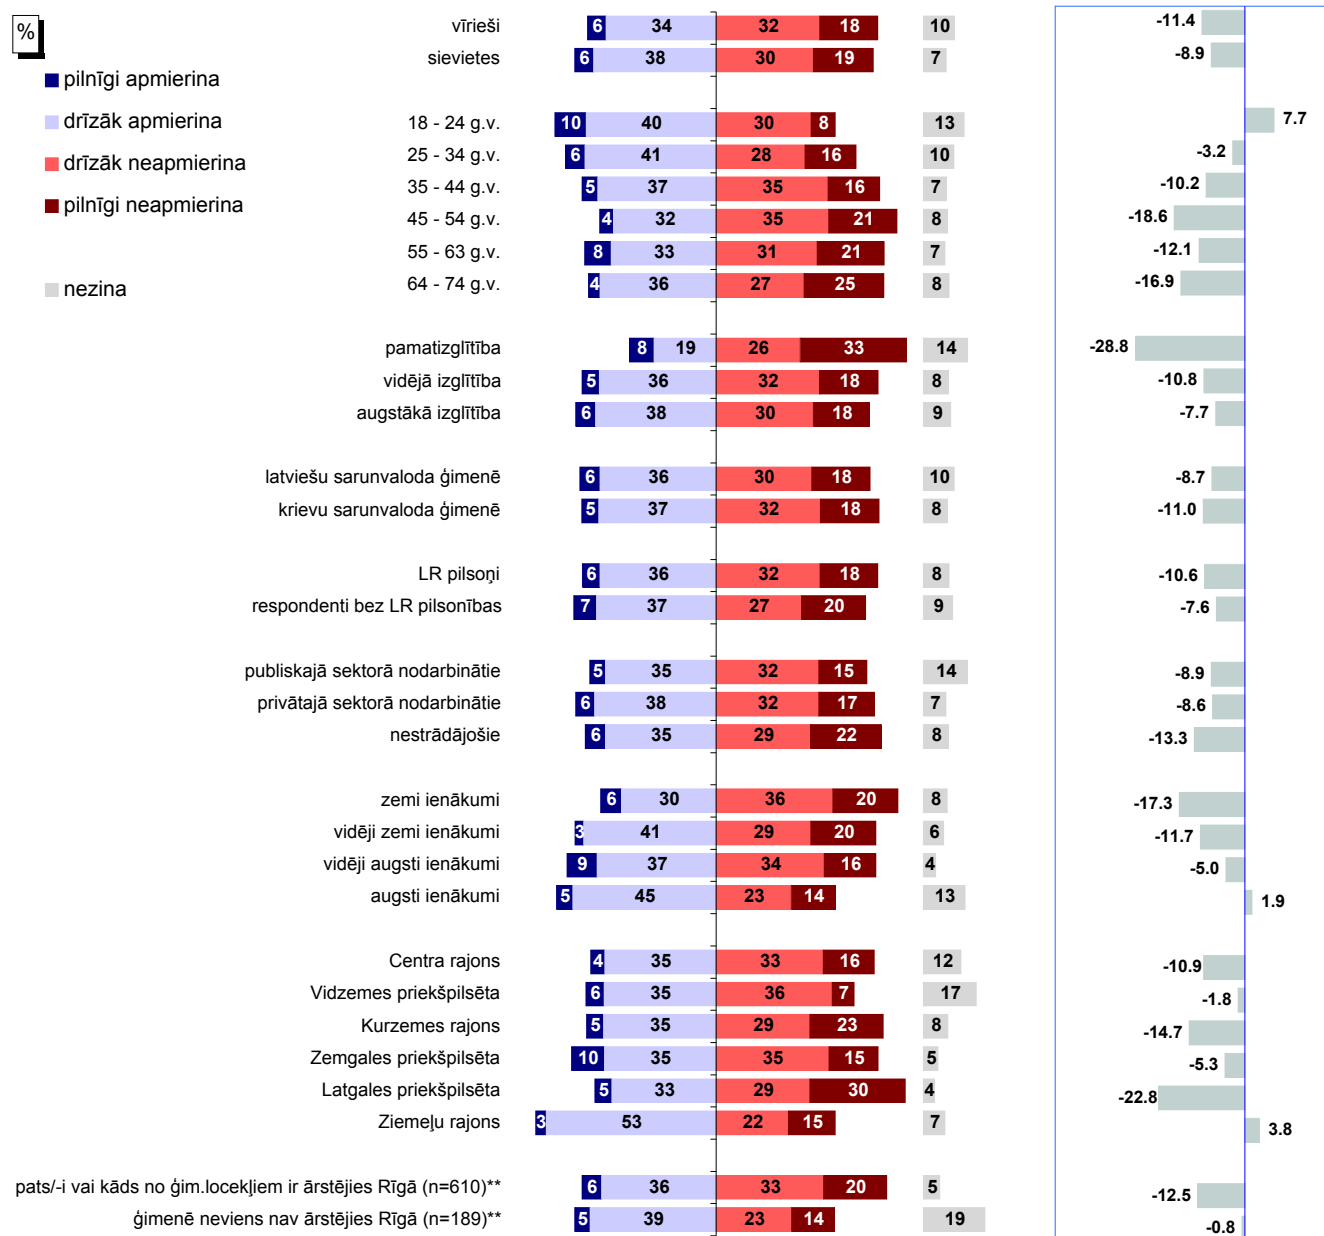 %
pilnīgi apmierina
drīzāk apmierina
drīzāk neapmierina
pilnīgi neapmierina
nezina
vīrieši 6 34 32 18 10 -11.4
sievietes 6 38 30 19 7 -8.9
18 - 24 g.v. 10 40 30 8 13 7.7
25 - 34 g.v. 6 41 28 16 10 -3.2
35 - 44 g.v. 5 37 35 16 7 -10.2
45 - 54 g.v. 4 32 35 21 8 -18.6
55 - 63 g.v. 8 33 31 21 7 -12.1
64 - 74 g.v. 4 36 27 25 8 -16.9
pamatizglītība 8 19 26 33 14 -28.8
vidējā izglītība 5 36 32 18 8 -10.8
augstākā izglītība 6 38 30 18 9 -7.7
latviešu sarunvaloda ģimenē 6 36 30 18 10 -8.7
krievu sarunvaloda ģimenē 5 37 32 18 8 -11.0
LR pilsoņi 6 36 32 18 8 -10.6
respondenti bez LR pilsonības 7 37 27 20 9 -7.6
publiskajā sektorā nodarbinātie 5 35 32 15 14 -8.9
privātajā sektorā nodarbinātie 6 38 32 17 7 -8.6
nestrādājošie 6 35 29 22 8 -13.3
zemi ienākumi 6 30 36 20 8 -17.3
vidēji zemi ienākumi 3 41 29 20 6 -11.7
vidēji augsti ienākumi 9 37 34 16 4 -5.0
augsti ienākumi 5 45 23 14 13 1.9
Centra rajons 4 35 33 16 12 -10.9
Vidzemes priekšpilsēta 6 35 36 7 17 -1.8
Kurzemes rajons 5 35 29 23 8 -14.7
Zemgales priekšpilsēta 10 35 35 15 5 -5.3
Latgales priekšpilsēta 5 33 29 30 4 -22.8
Ziemeļu rajons 3 53 22 15 7 3.8
pats/-i vai kāds no ģim.locekļiem ir ārstējies Rīgā (n=610)** 6 36 33 20 5 -12.5
ģimenē neviens nav ārstējies Rīgā (n=189)** 5 39 23 14 19 -0.8